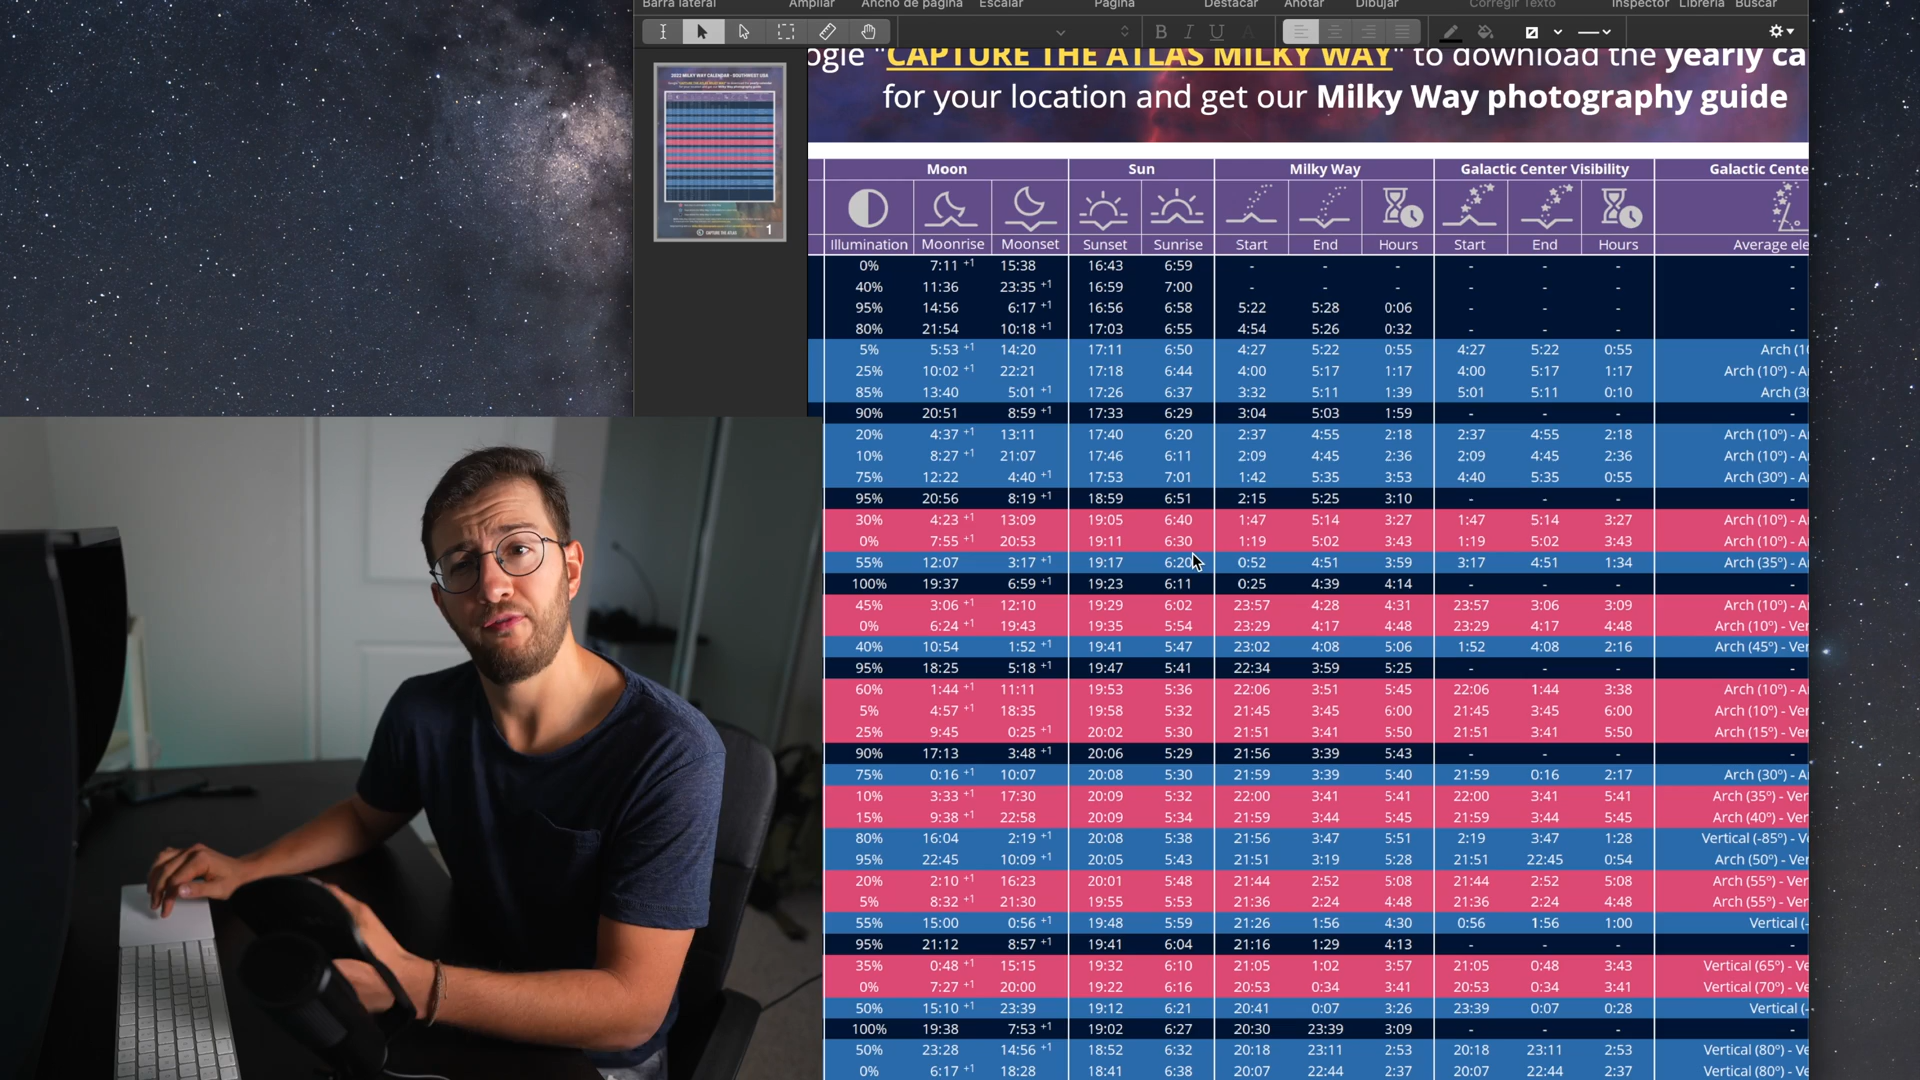 Barra lateral Ampliar Ancho de página Escalar Página Destacar Anotar Dibujar Corregir Texto Inspector Librería Buscar
B I U A
ogle "CAPTURE THE ATLAS MILKY WAY" to download the yearly ca
for your location and get our Milky Way photography guide
2022 MILKY WAY CALENDAR - SOUTHWEST USA
CAPTURE THE ATLAS
1
Moon Sun Milky Way Galactic Center Visibility Galactic Cente
Illumination Moonrise Moonset Sunset Sunrise Start End Hours Start End Hours Average ele
0% 7:11 +1 15:38 16:43 6:59 - - - - - - -
40% 11:36 23:35 +1 16:59 7:00 - - - - - - -
95% 14:56 6:17 +1 16:56 6:58 5:22 5:28 0:06 - - - -
80% 21:54 10:18 +1 17:03 6:55 4:54 5:26 0:32 - - - -
5% 5:53 +1 14:20 17:11 6:50 4:27 5:22 0:55 4:27 5:22 0:55 Arch (10
25% 10:02 +1 22:21 17:18 6:44 4:00 5:17 1:17 4:00 5:17 1:17 Arch (10º) - A
85% 13:40 5:01 +1 17:26 6:37 3:32 5:11 1:39 5:01 5:11 0:10 Arch (30
90% 20:51 8:59 +1 17:33 6:29 3:04 5:03 1:59 - - - -
20% 4:37 +1 13:11 17:40 6:20 2:37 4:55 2:18 2:37 4:55 2:18 Arch (10º) - A
10% 8:27 +1 21:07 17:46 6:11 2:09 4:45 2:36 2:09 4:45 2:36 Arch (10º) - A
75% 12:22 4:40 +1 17:53 7:01 1:42 5:35 3:53 4:40 5:35 0:55 Arch (30º) - A
95% 20:56 8:19 +1 18:59 6:51 2:15 5:25 3:10 - - - -
30% 4:23 +1 13:09 19:05 6:40 1:47 5:14 3:27 1:47 5:14 3:27 Arch (10º) - A
0% 7:55 +1 20:53 19:11 6:30 1:19 5:02 3:43 1:19 5:02 3:43 Arch (10º) - A
55% 12:07 3:17 +1 19:17 6:20 0:52 4:51 3:59 3:17 4:51 1:34 Arch (35º) - A
100% 19:37 6:59 +1 19:23 6:11 0:25 4:39 4:14 - - - -
45% 3:06 +1 12:10 19:29 6:02 23:57 4:28 4:31 23:57 3:06 3:09 Arch (10º) - A
0% 6:24 +1 19:43 19:35 5:54 23:29 4:17 4:48 23:29 4:17 4:48 Arch (10º) - Ver
40% 10:54 1:52 +1 19:41 5:47 23:02 4:08 5:06 1:52 4:08 2:16 Arch (45º) - Ver
95% 18:25 5:18 +1 19:47 5:41 22:34 3:59 5:25 - - - -
60% 1:44 +1 11:11 19:53 5:36 22:06 3:51 5:45 22:06 1:44 3:38 Arch (10º) - A
5% 4:57 +1 18:35 19:58 5:32 21:45 3:45 6:00 21:45 3:45 6:00 Arch (10º) - Ver
25% 9:45 0:25 +1 20:02 5:30 21:51 3:41 5:50 21:51 3:41 5:50 Arch (15º) - Ver
90% 17:13 3:48 +1 20:06 5:29 21:56 3:39 5:43 - - - -
75% 0:16 +1 10:07 20:08 5:30 21:59 3:39 5:40 21:59 0:16 2:17 Arch (30º) - A
10% 3:33 +1 17:30 20:09 5:32 22:00 3:41 5:41 22:00 3:41 5:41 Arch (35º) - Ver
15% 9:38 +1 22:58 20:09 5:34 21:59 3:44 5:45 21:59 3:44 5:45 Arch (40º) - Ver
80% 16:04 2:19 +1 20:08 5:38 21:56 3:47 5:51 2:19 3:47 1:28 Vertical (-85º) - Ve
95% 22:45 10:09 +1 20:05 5:43 21:51 3:19 5:28 21:51 22:45 0:54 Arch (50º) - Ve
20% 2:10 +1 16:23 20:01 5:48 21:44 2:52 5:08 21:44 2:52 5:08 Arch (55º) - Ver
5% 8:32 +1 21:30 19:55 5:53 21:36 2:24 4:48 21:36 2:24 4:48 Arch (55º) - Ver
55% 15:00 0:56 +1 19:48 5:59 21:26 1:56 4:30 0:56 1:56 1:00 Vertical (-
95% 21:12 8:57 +1 19:41 6:04 21:16 1:29 4:13 - - - -
35% 0:48 +1 15:15 19:32 6:10 21:05 1:02 3:57 21:05 0:48 3:43 Vertical (65º) - Ve
0% 7:27 +1 20:00 19:22 6:16 20:53 0:34 3:41 20:53 0:34 3:41 Vertical (70º) - Ve
50% 15:10 +1 23:39 19:12 6:21 20:41 0:07 3:26 23:39 0:07 0:28 Vertical (-
100% 19:38 7:53 +1 19:02 6:27 20:30 23:39 3:09 - - - -
50% 23:28 14:56 +1 18:52 6:32 20:18 23:11 2:53 20:18 23:11 2:53 Vertical (80º) - Ve
0% 6:17 +1 18:28 18:41 6:38 20:07 22:44 2:37 20:07 22:44 2:37 Vertical (80º) - Ve